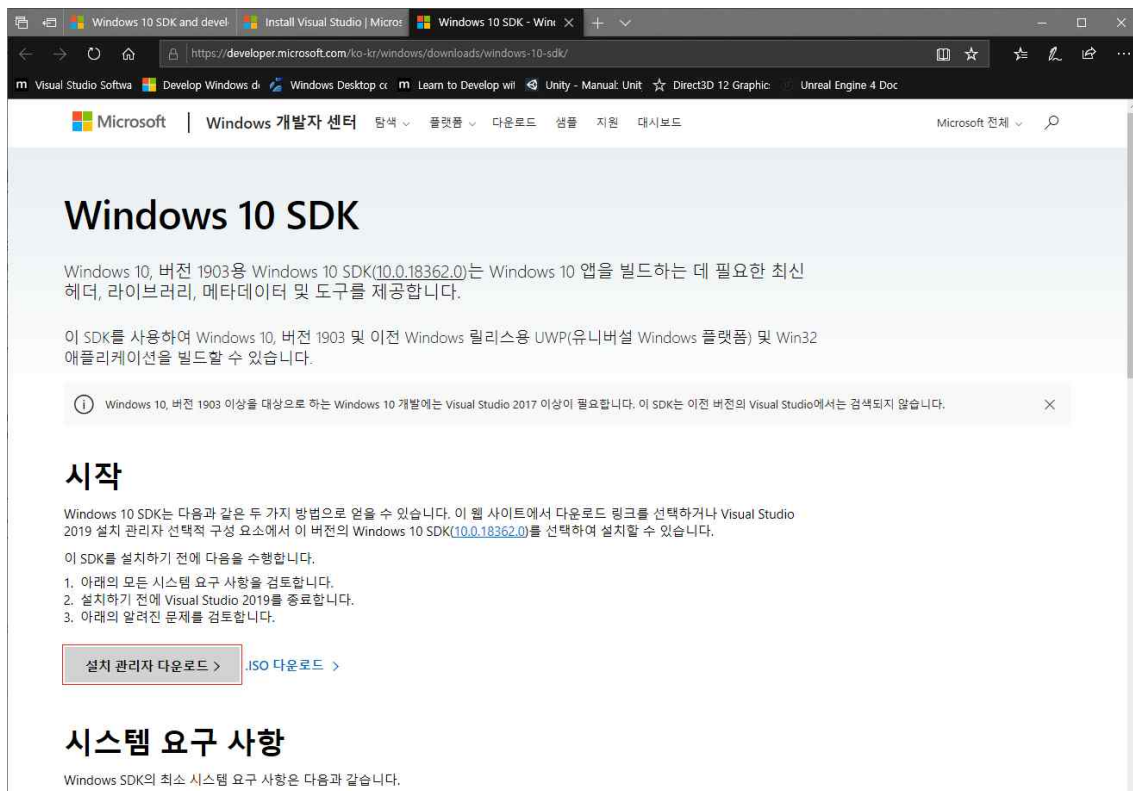 Windows 10 SDK and devel
Install Visual Studio | Micros
Windows 10 SDK - Wind
https://developer.microsoft.com/ko-kr/windows/downloads/windows-10-sdk/
Visual Studio Softwa
Develop Windows d
Windows Desktop cc
Learn to Develop wit
Unity - Manual: Unit
Direct3D 12 Graphic
Unreal Engine 4 Doc
Microsoft | Windows 개발자 센터 탐색 플랫폼 다운로드 샘플 지원 대시보드 Microsoft 전체
Windows 10 SDK
Windows 10, 버전 1903용 Windows 10 SDK(10.0.18362.0)는 Windows 10 앱을 빌드하는 데 필요한 최신
헤더, 라이브러리, 메타데이터 및 도구를 제공합니다.
이 SDK를 사용하여 Windows 10, 버전 1903 및 이전 Windows 릴리스용 UWP(유니버설 Windows 플랫폼) 및 Win32
애플리케이션을 빌드할 수 있습니다.
Windows 10, 버전 1903 이상을 대상으로 하는 Windows 10 개발에는 Visual Studio 2017 이상이 필요합니다. 이 SDK는 이전 버전의 Visual Studio에서는 검색되지 않습니다.
시작
Windows 10 SDK는 다음과 같은 두 가지 방법으로 얻을 수 있습니다. 이 웹 사이트에서 다운로드 링크를 선택하거나 Visual Studio
2019 설치 관리자 선택적 구성 요소에서 이 버전의 Windows 10 SDK(10.0.18362.0)를 선택하여 설치할 수 있습니다.
이 SDK를 설치하기 전에 다음을 수행합니다.
1. 아래의 모든 시스템 요구 사항을 검토합니다.
2. 설치하기 전에 Visual Studio 2019를 종료합니다.
3. 아래의 알려진 문제를 검토합니다.
설치 관리자 다운로드 > .ISO 다운로드 >
시스템 요구 사항
Windows SDK의 최소 시스템 요구 사항은 다음과 같습니다.